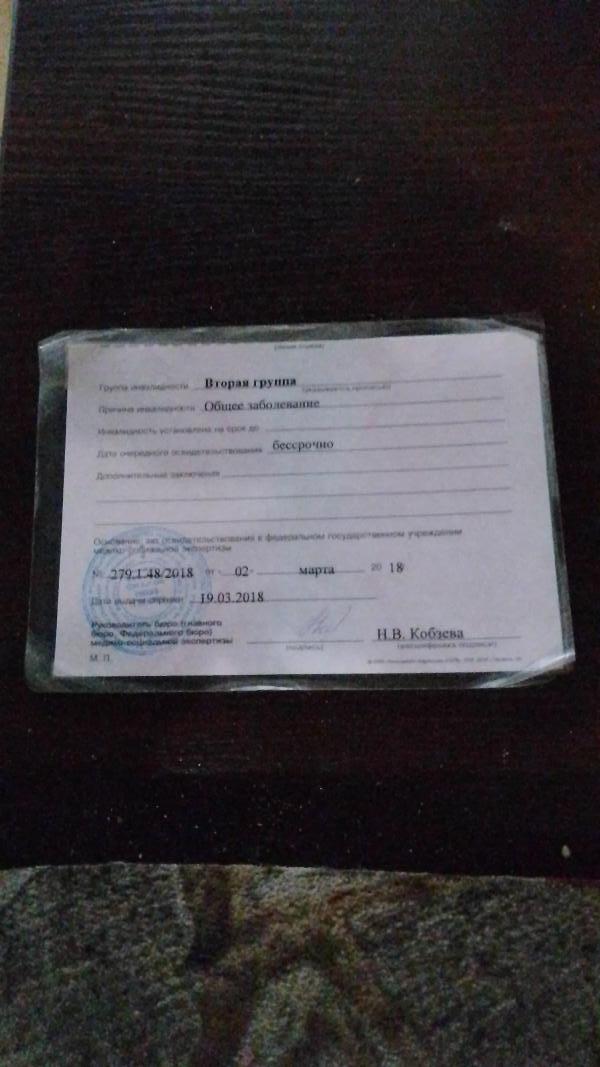 Группа инвалидности Вторая группа
Причина инвалидности Общее заболевание
Инвалидность установлена на срок до
Дата очередного освидетельствования бессрочно
Дополнительные заключения
Основание: акт освидетельствования в федеральном государственном учреждении
медико-социальной экспертизы
№ 279.1.48/2018 от 02 марта 20 18
Дата выдачи справки 19.03.2018
Руководитель бюро (главного
бюро, Федерального бюро)
медико-социальной экспертизы
Н.В. Кобзева
(подпись) (расшифровка подписи)
М. П.